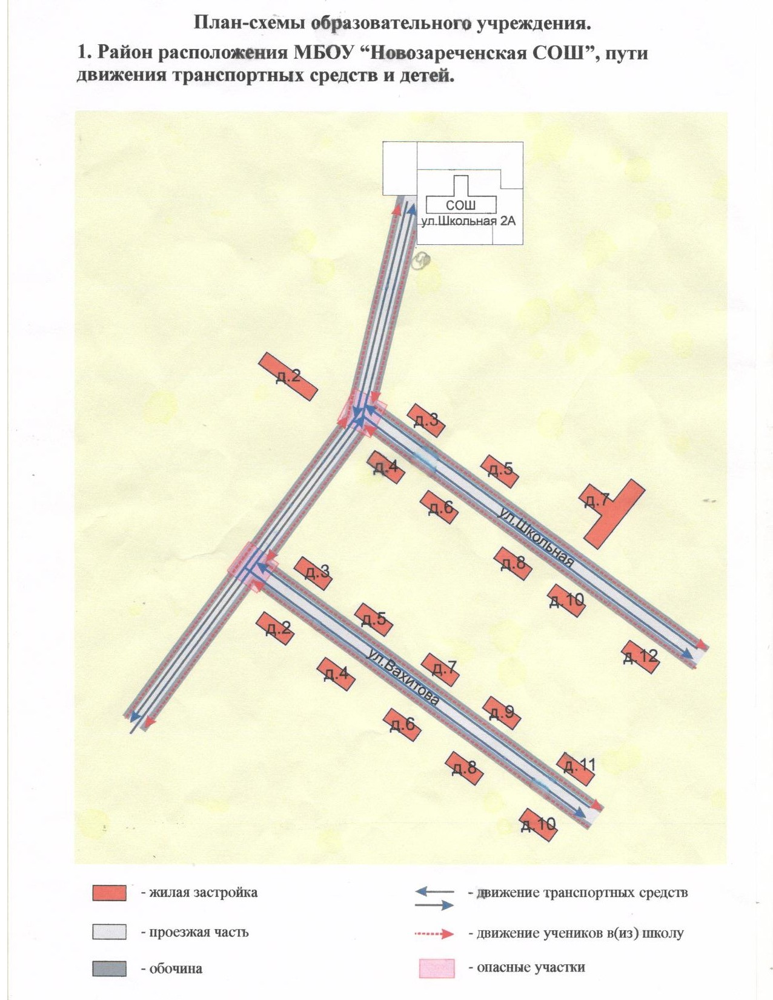 План-схемы образовательного учреждения.
1. Район расположения МБОУ “Новозареченская СОШ”, пути
движения транспортных средств и детей.
СОШ
ул.Школьная 2А
д.2
д.3
д.4
д.5
д.6
д.7
ул.Школьная
д.8
д.10
д.12
д.3
д.2
д.5
д.4
ул.Вахитова
д.7
д.6
д.9
д.8
д.11
д.10
- жилая застройка
- проезжая часть
- обочина
- движение транспортных средств
- движение учеников в(из) школу
- опасные участки